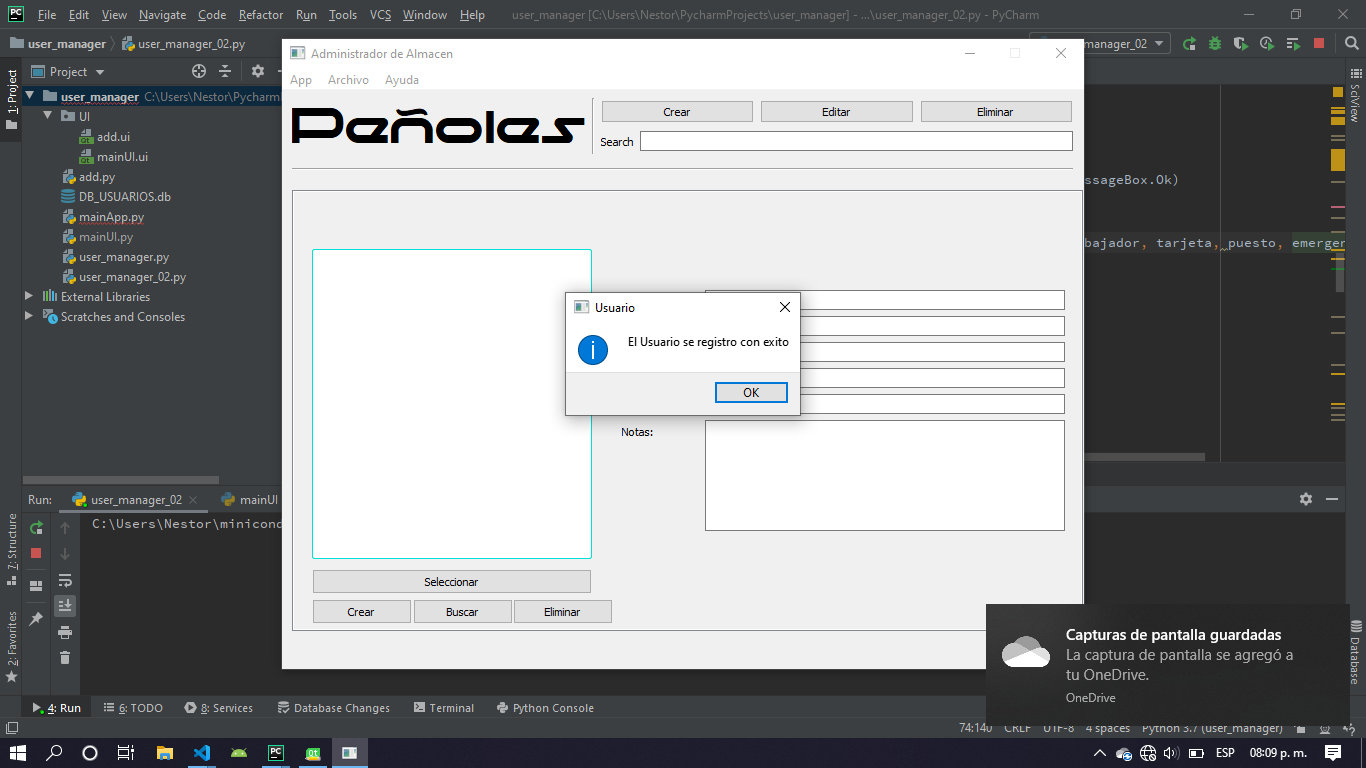 File Edit View Navigate Code Refactor Run Tools VCS Window Help user_manager [C:\Users\Nestor\PycharmProjects\user_manager] - ...\user_manager_02.py - PyCharm
user_manager user_manager_02.py
manager_02
1: Project
Project
user_manager C:\Users\Nestor\Pycharm
UI
add.ui
mainUI.ui
add.py
DB_USUARIOS.db
mainApp.py
mainUI.py
user_manager.py
user_manager_02.py
External Libraries
Scratches and Consoles
Administrador de Almacen
App Archivo Ayuda
Peñoles
Crear Editar Eliminar
Search
Usuario
El Usuario se registro con exito
OK
Notas:
Seleccionar
Crear Buscar Eliminar
ssageBox.Ok)
bajador, tarjeta, puesto, emergen
SciView
Database
Run: user_manager_02 mainUI
C:\Users\Nestor\minicond
7: Structure
2: Favorites
Capturas de pantalla guardadas
La captura de pantalla se agregó a
tu OneDrive.
OneDrive
4: Run 6: TODO 8: Services Database Changes Terminal Python Console
74:140 CRLF UTF-8 4 spaces Python 3.7 (user_manager)
ESP 08:09 p. m.